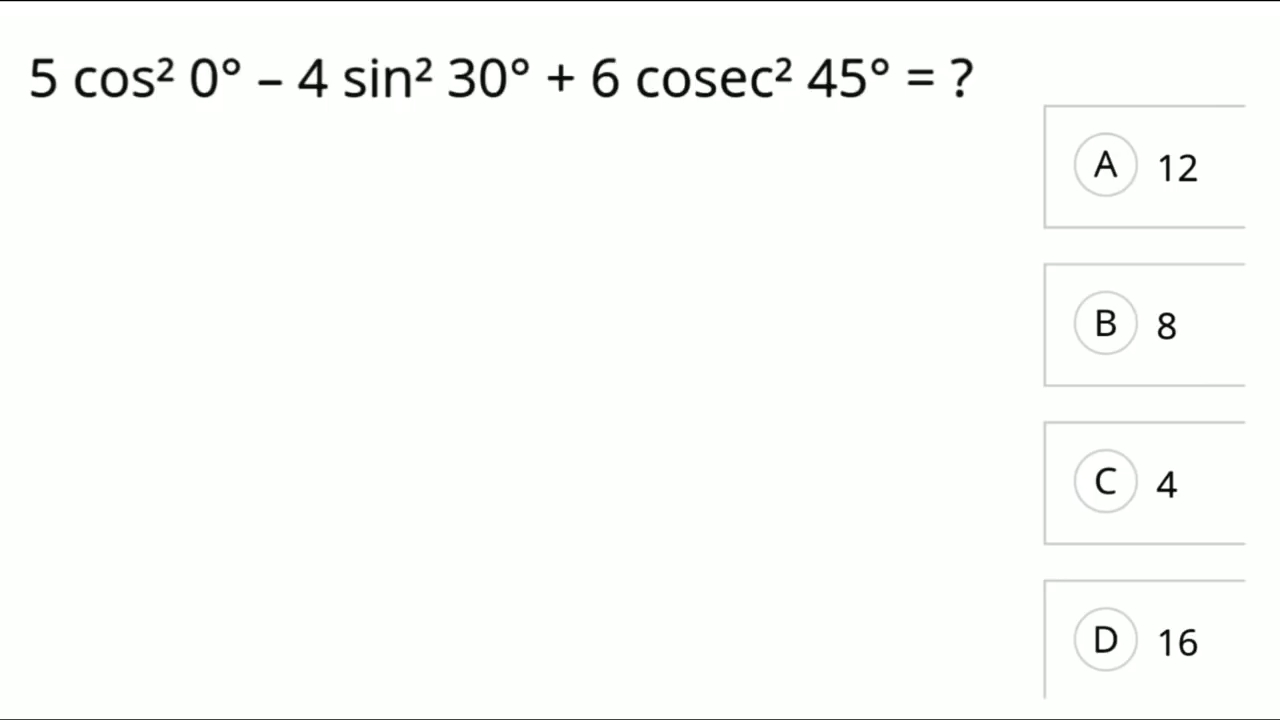 5 cos² 0° – 4 sin² 30° + 6 cosec² 45° = ?
A 12
B 8
C 4
D 16